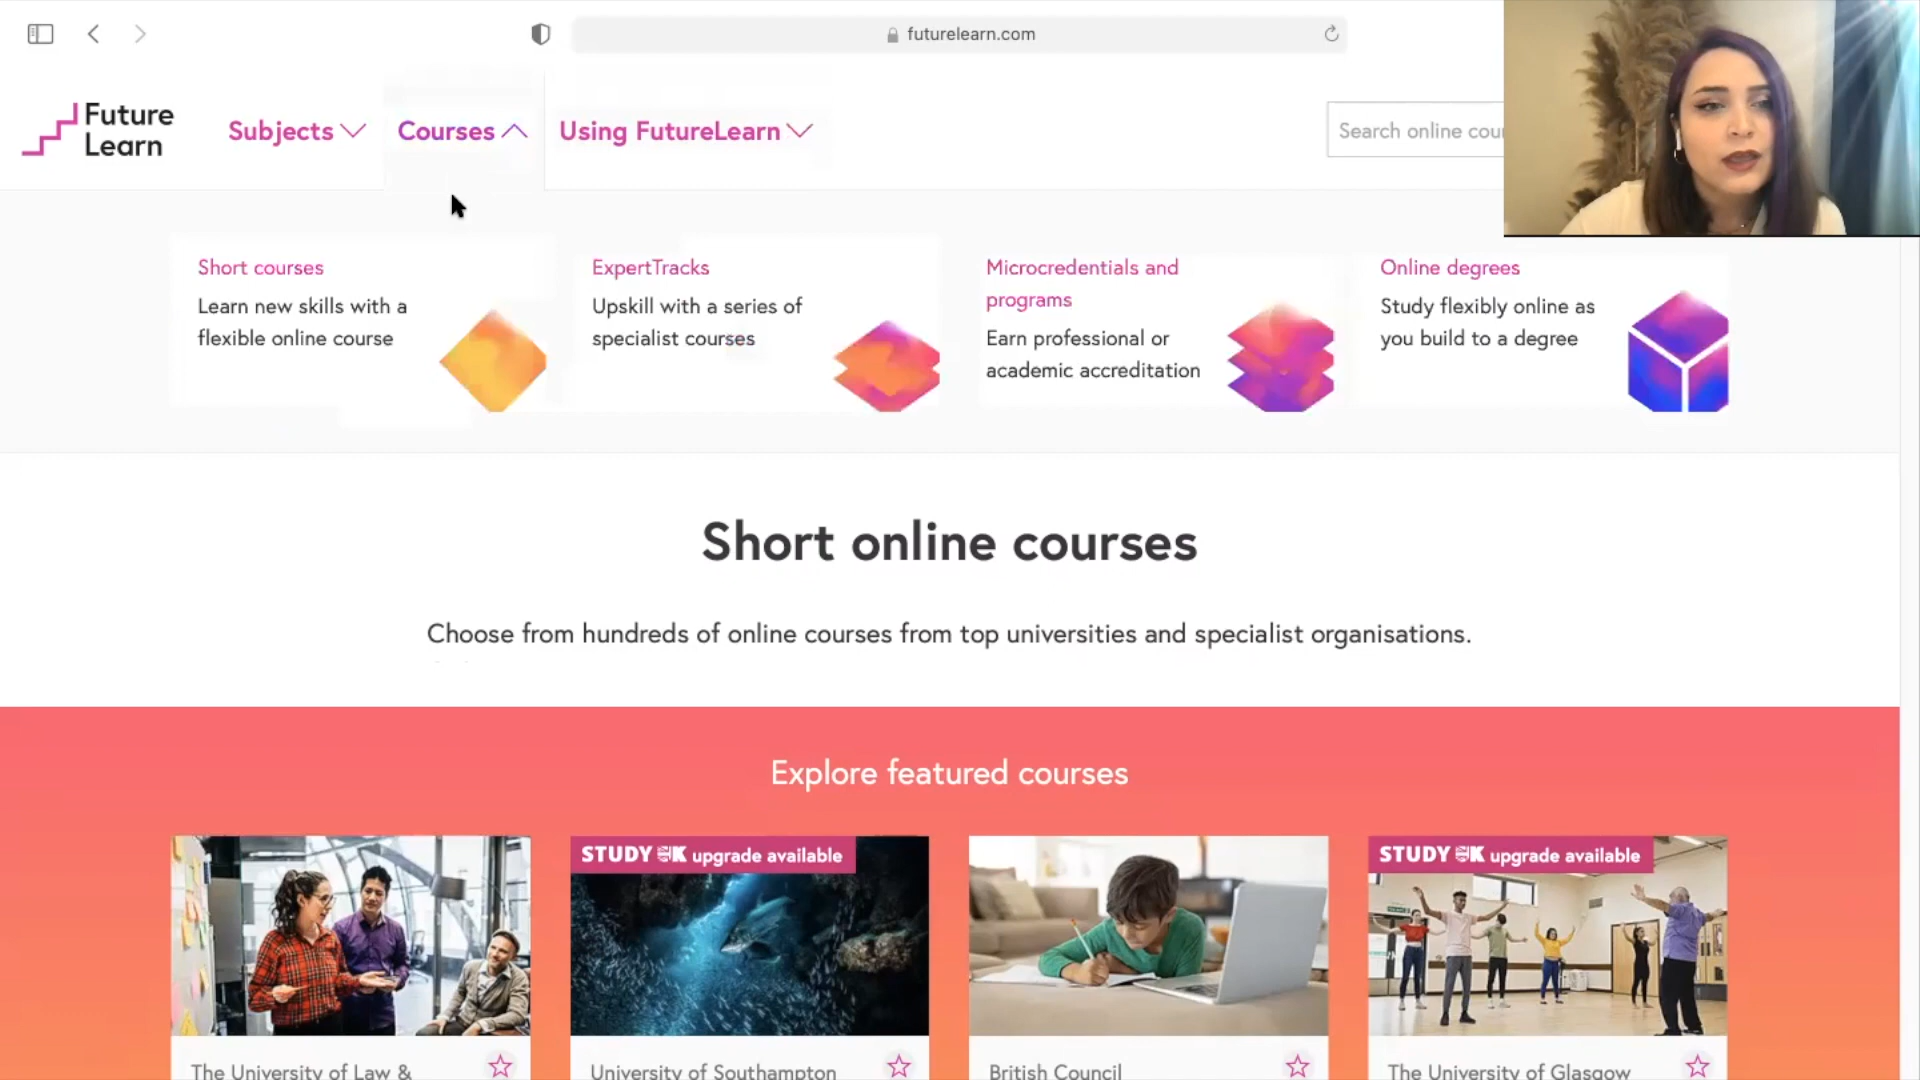 futurelearn.com
Future
Learn
Subjects
Courses
Using FutureLearn
Search online
Short courses
Learn new skills with a
flexible online course
ExpertTracks
Upskill with a series of
specialist courses
Microcredentials and
programs
Earn professional or
academic accreditation
Online degrees
Study flexibly online as
you build to a degree
Short online courses
Choose from hundreds of online courses from top universities and specialist organisations.
Explore featured courses
STUDY UK upgrade available
STUDY UK upgrade available
The University of Law &
University of Southampton
British Council
The University of Glasgow